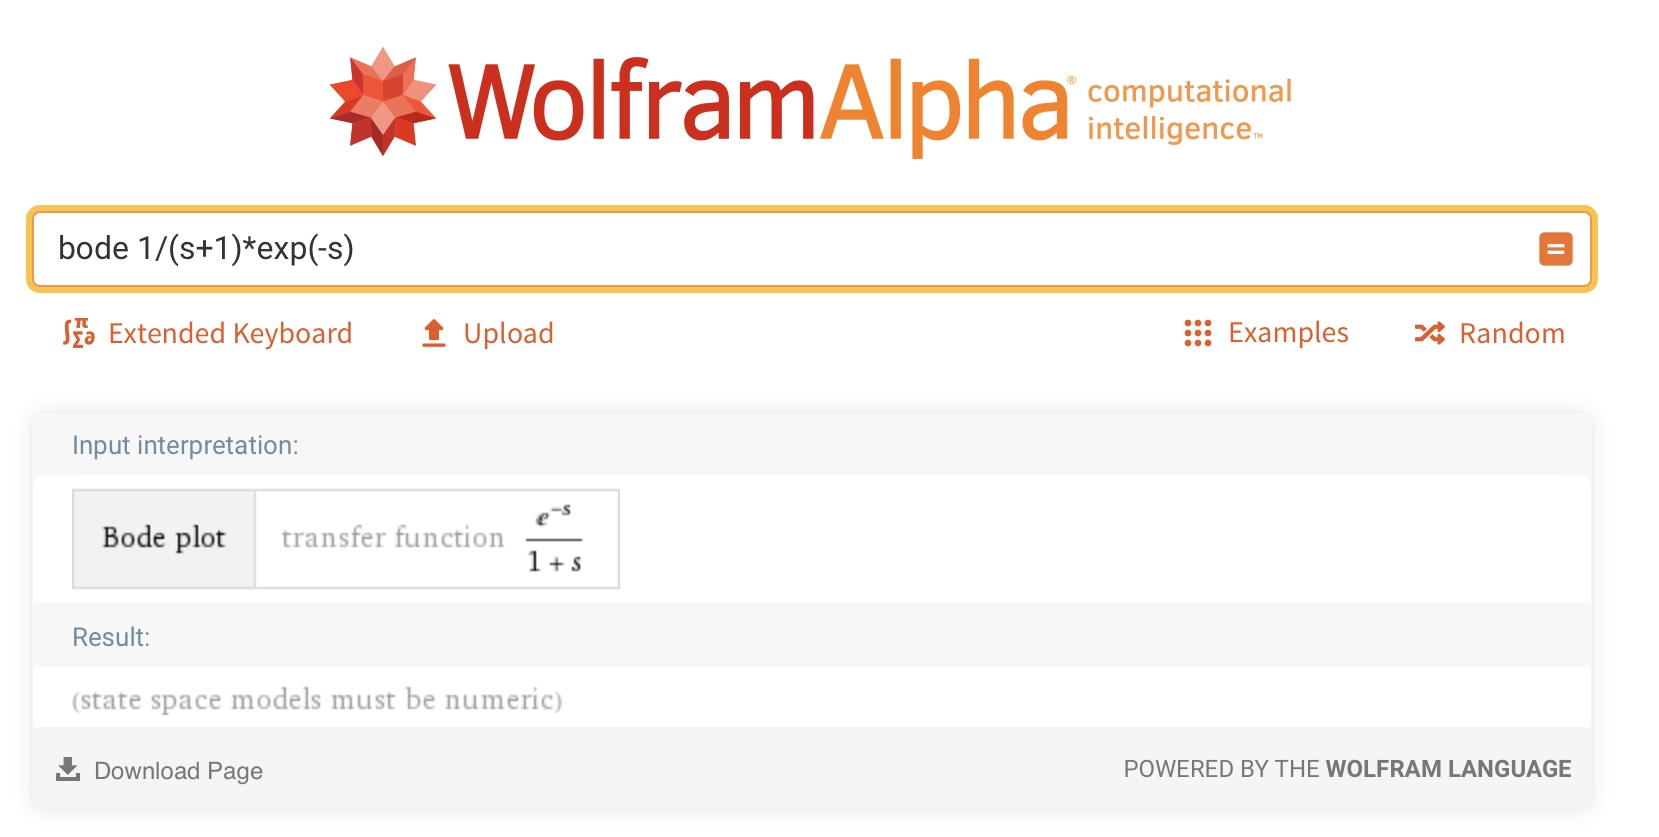 WolframAlpha® computational
intelligence™
bode 1/(s+1)*exp(-s)
=
∫πΣ∂ Extended Keyboard Upload Examples Random
Input interpretation:
Bode plot transfer function e^-s / 1 + s
Result:
(state space models must be numeric)
Download Page POWERED BY THE WOLFRAM LANGUAGE